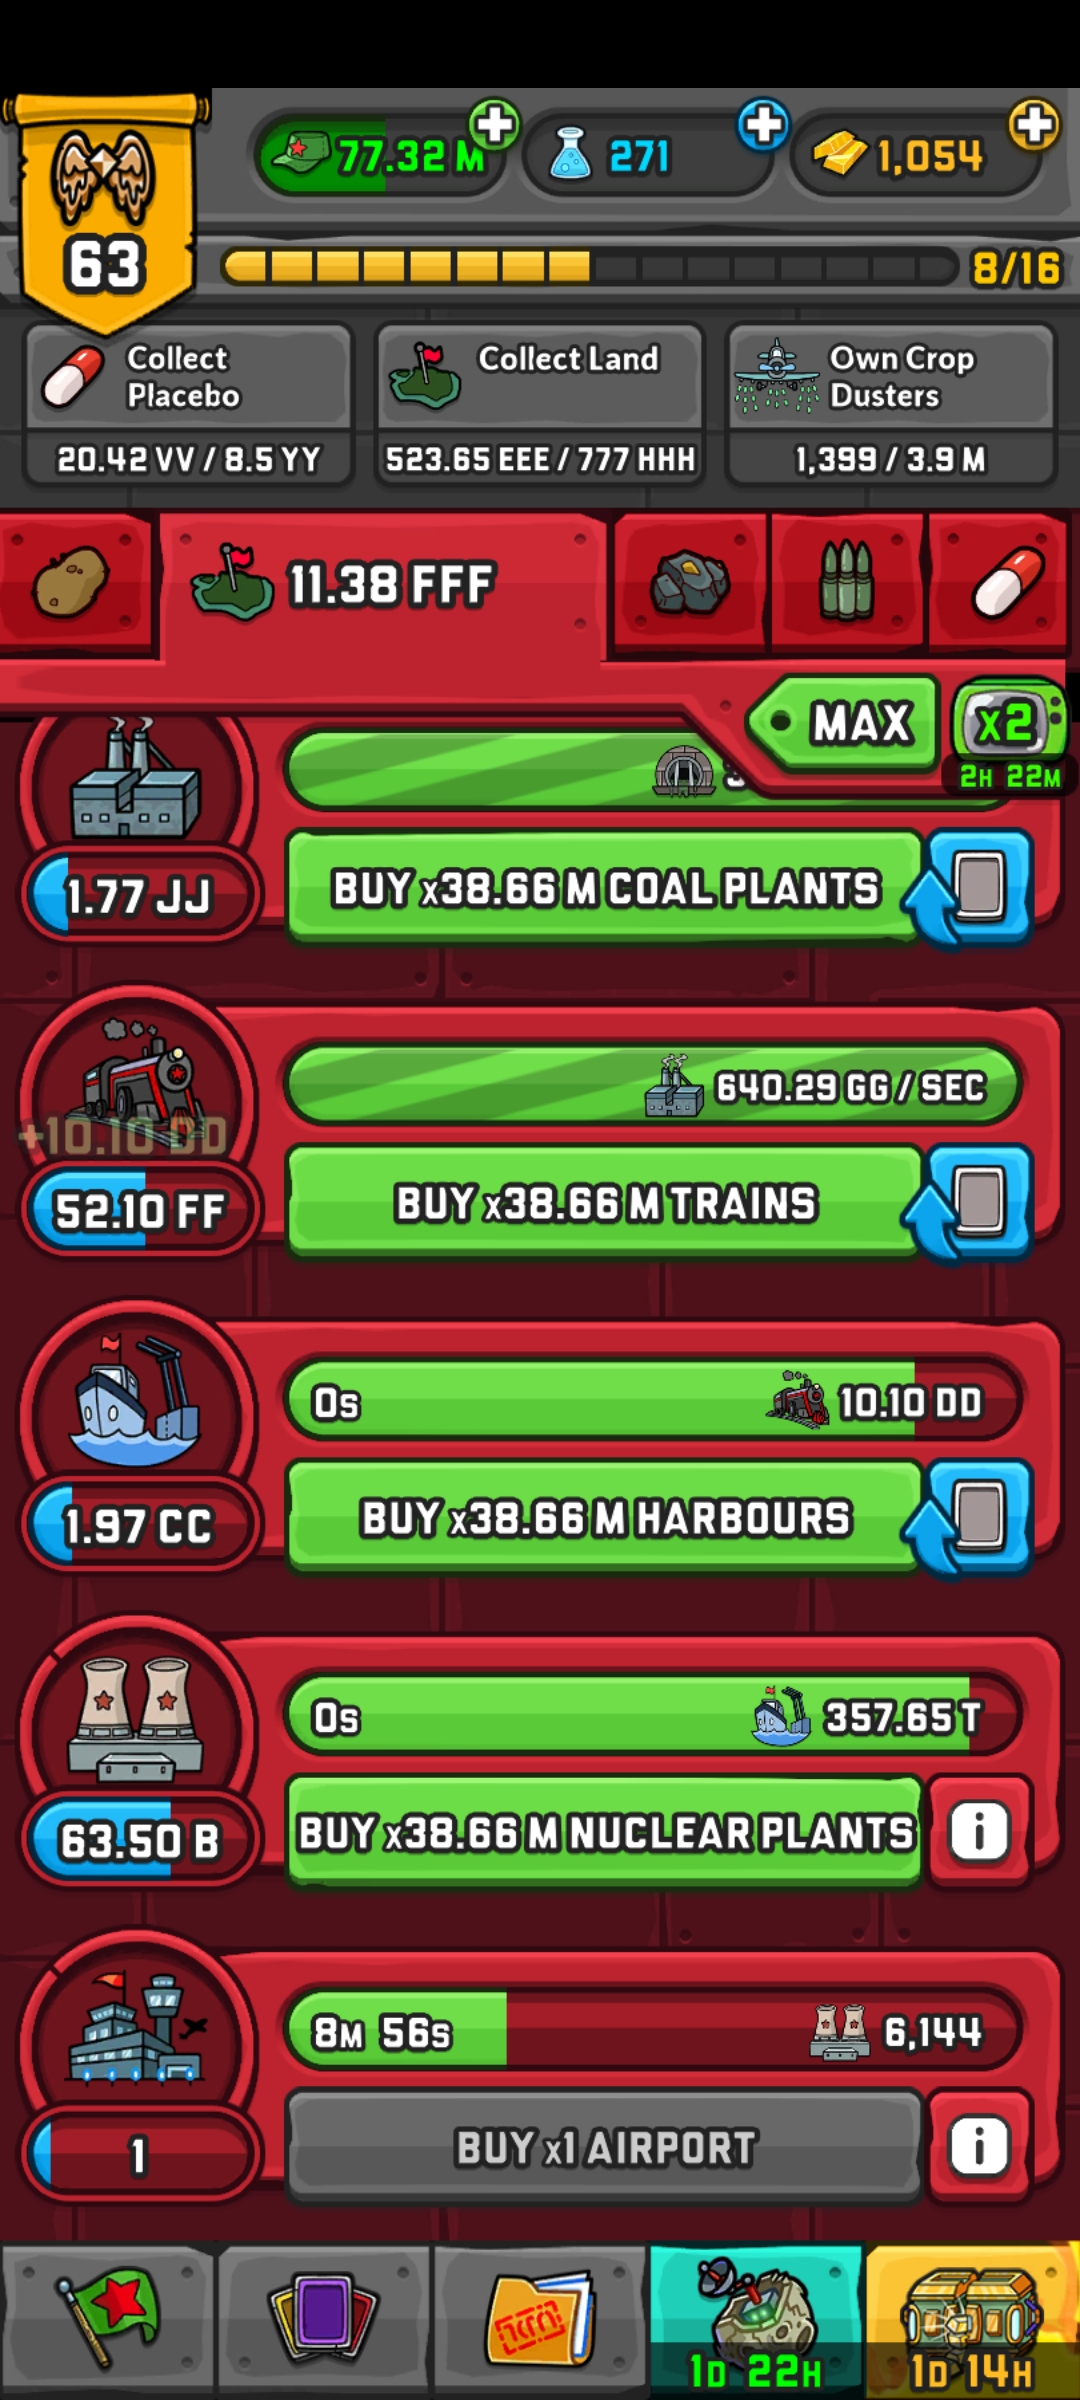 63
77.32 M
271
1,054
8/16
Collect Placebo
20.42 VV / 8.5 YY
Collect Land
523.65 EEE / 777 HHH
Own Crop Dusters
1,399 / 3.9 M
11.38 FFF
MAX
x2
2H 22M
1.77 JJ
BUY x38.66 M COAL PLANTS
640.29 GG / SEC
+10.10 DD
52.10 FF
BUY x38.66 M TRAINS
0s
10.10 DD
1.97 CC
BUY x38.66 M HARBOURS
0s
357.65 T
63.50 B
BUY x38.66 M NUCLEAR PLANTS
i
8M 56s
6,144
1
BUY x1 AIRPORT
i
1D 22H
1D 14H